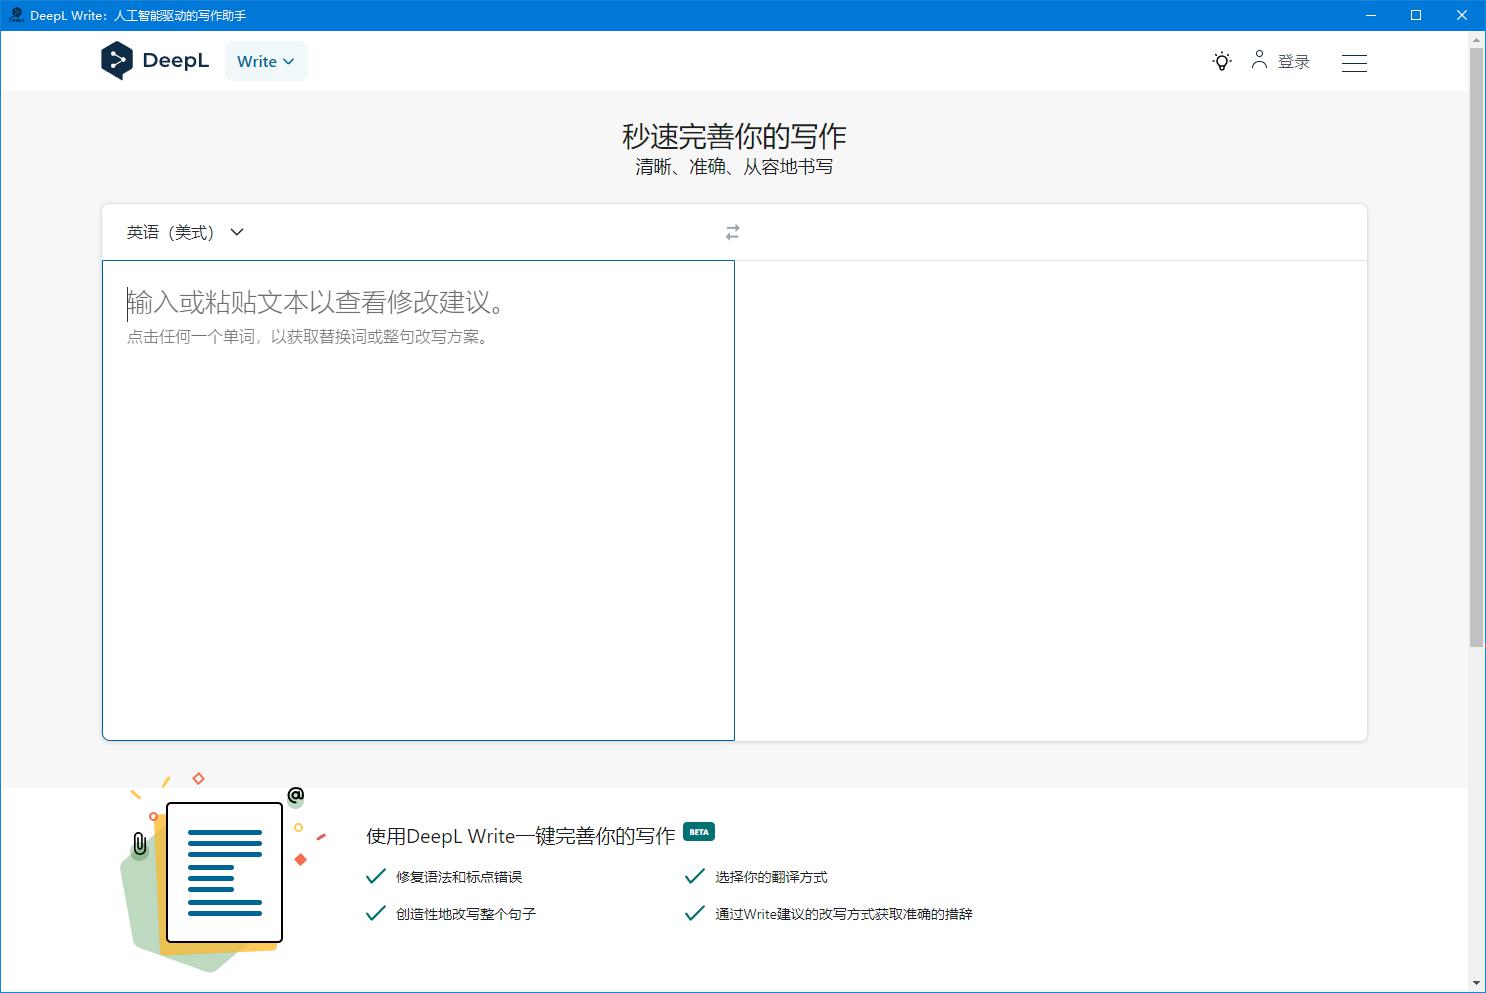 DeepL Write：人工智能驱动的写作助手
DeepL
Write
登录
秒速完善你的写作
清晰、准确、从容地书写
英语（美式）
输入或粘贴文本以查看修改建议。
点击任何一个单词，以获取替换词或整句改写方案。
@
使用DeepL Write一键完善你的写作 BETA
修复语法和标点错误
选择你的翻译方式
创造性地改写整个句子
通过Write建议的改写方式获取准确的措辞